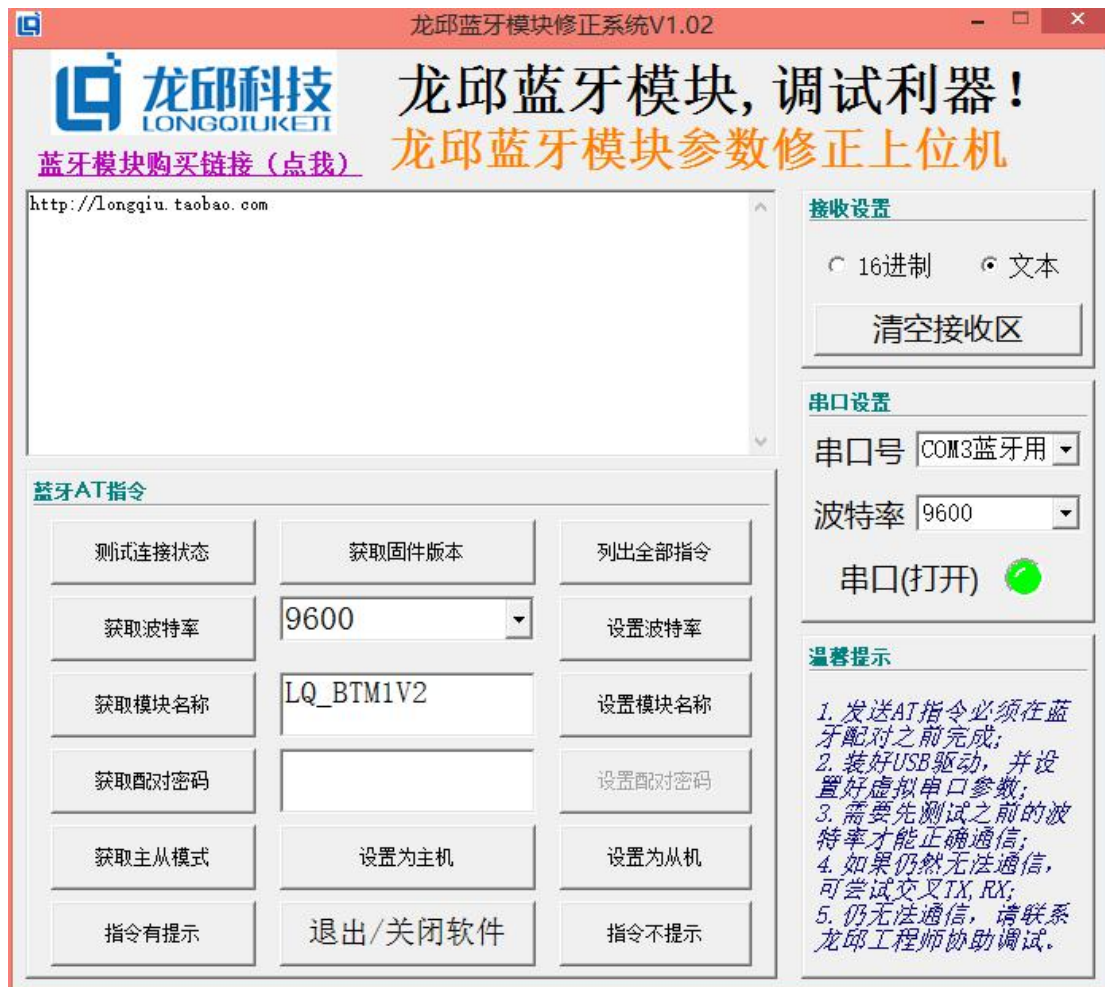 龙邱蓝牙模块修正系统V1.02
龙邱科技
LONGQIUKEJI
龙邱蓝牙模块,调试利器!
龙邱蓝牙模块参数修正上位机
蓝牙模块购买链接（点我）
http://longqiu.taobao.com
接收设置
16进制
文本
清空接收区
串口设置
串口号
COM3蓝牙用
波特率
9600
串口(打开)
蓝牙AT指令
测试连接状态
获取固件版本
列出全部指令
获取波特率
9600
设置波特率
获取模块名称
LQ_BTM1V2
设置模块名称
获取配对密码
设置配对密码
获取主从模式
设置为主机
设置为从机
指令有提示
退出/关闭软件
指令不提示
温馨提示
1.发送AT指令必须在蓝
牙配对之前完成;
2.装好USB驱动，并设
置好虚拟串口参数;
3.需要先测试之前的波
特率才能正确通信;
4.如果仍然无法通信，
可尝试交叉TX,RX;
5.仍无法通信，请联系
龙邱工程师协助调试。